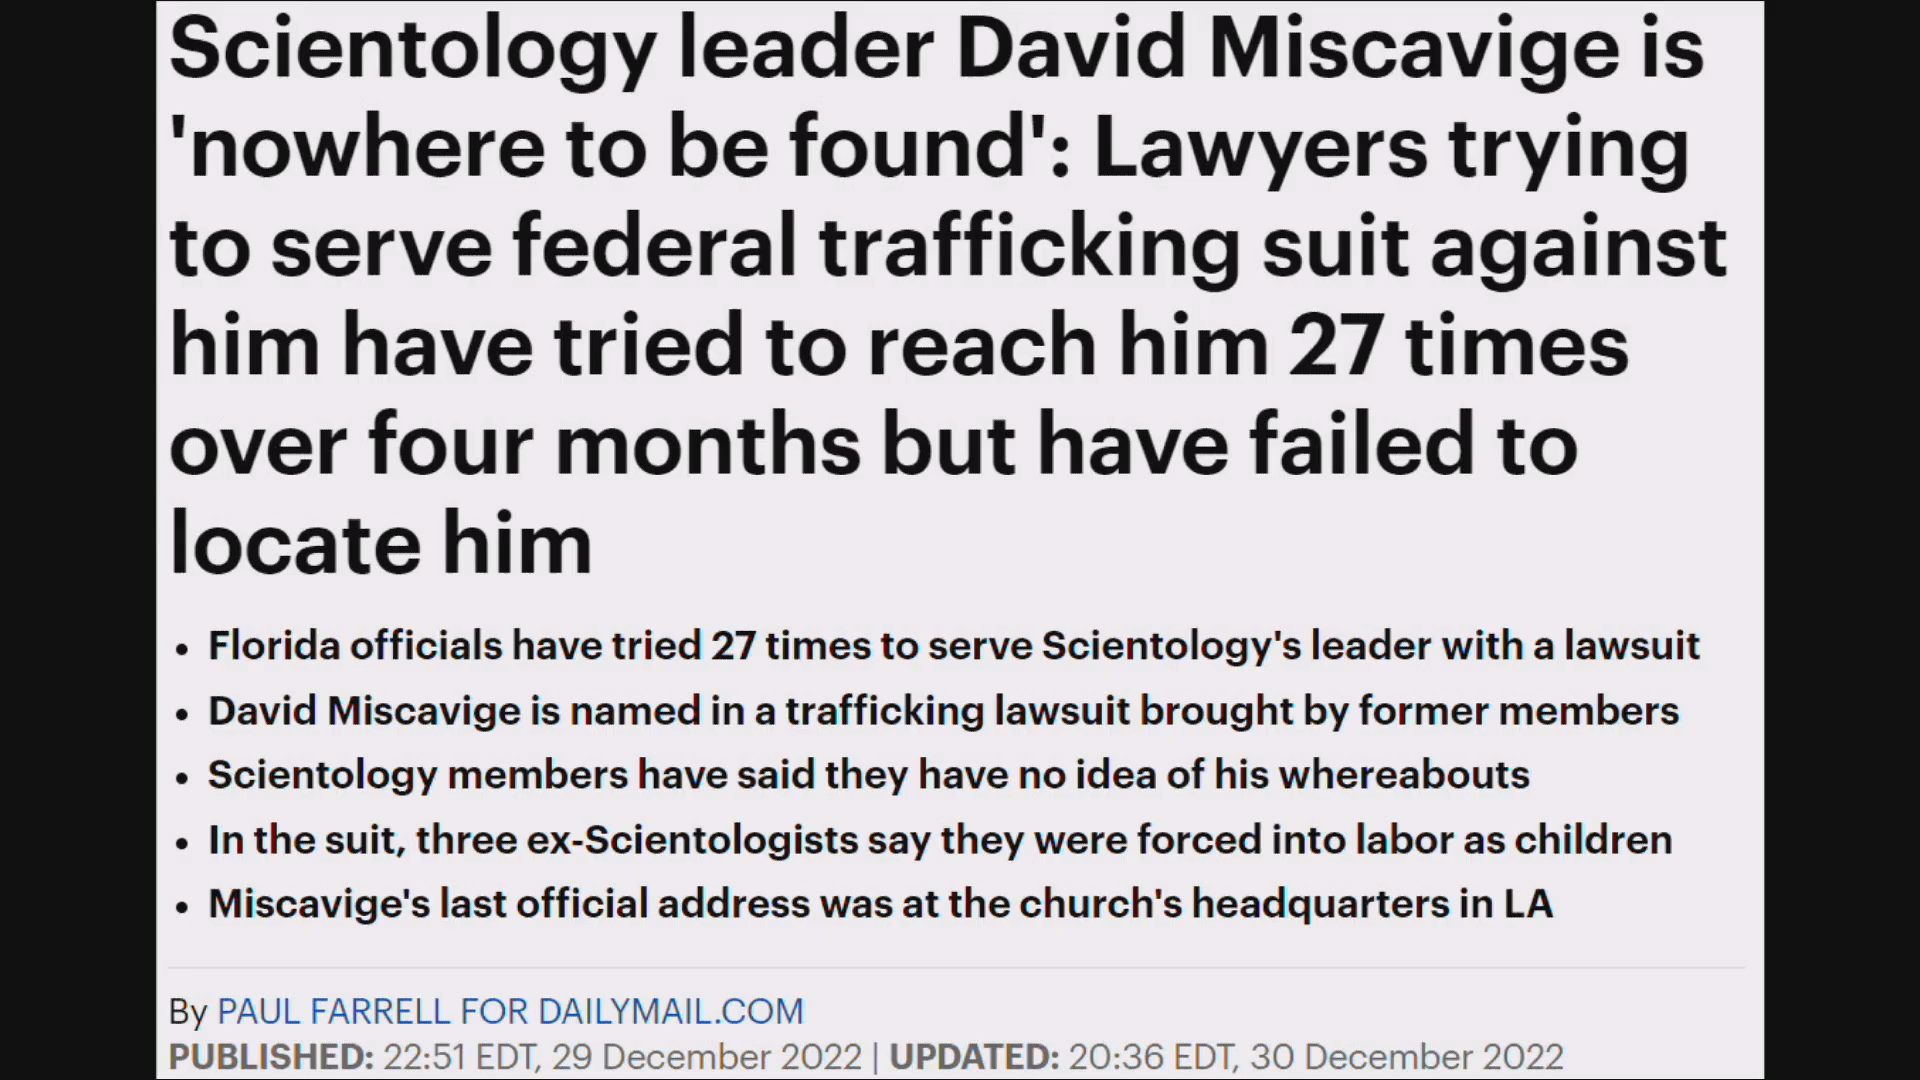 Scientology leader David Miscavige is
'nowhere to be found': Lawyers trying
to serve federal trafficking suit against
him have tried to reach him 27 times
over four months but have failed to
locate him
• Florida officials have tried 27 times to serve Scientology's leader with a lawsuit
• David Miscavige is named in a trafficking lawsuit brought by former members
• Scientology members have said they have no idea of his whereabouts
• In the suit, three ex-Scientologists say they were forced into labor as children
• Miscavige's last official address was at the church's headquarters in LA
By PAUL FARRELL FOR DAILYMAIL.COM
PUBLISHED: 22:51 EDT, 29 December 2022 | UPDATED: 20:36 EDT, 30 December 2022